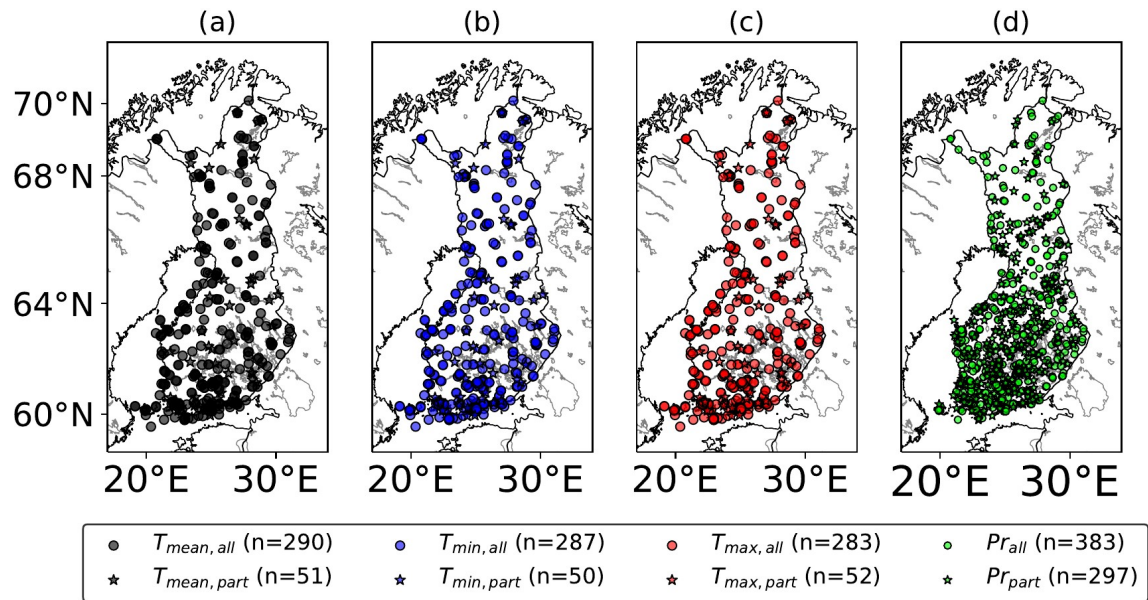 (a) (b) (c) (d)
70°N
68°N
64°N
60°N
20°E 30°E 20°E 30°E 20°E 30°E 20°E 30°E
T_mean,all (n=290) T_min,all (n=287) T_max,all (n=283) Pr_all (n=383)
T_mean,part (n=51) T_min,part (n=50) T_max,part (n=52) Pr_part (n=297)